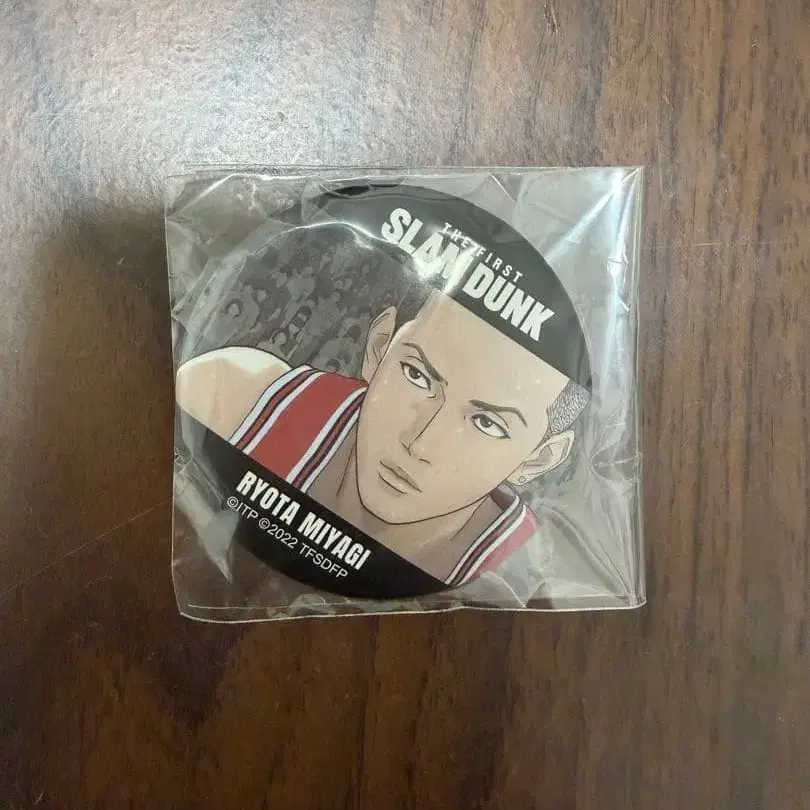 THE FIRST
SLAM DUNK
RYOTA MIYAGI
©ITP ©2022 TFSDFP